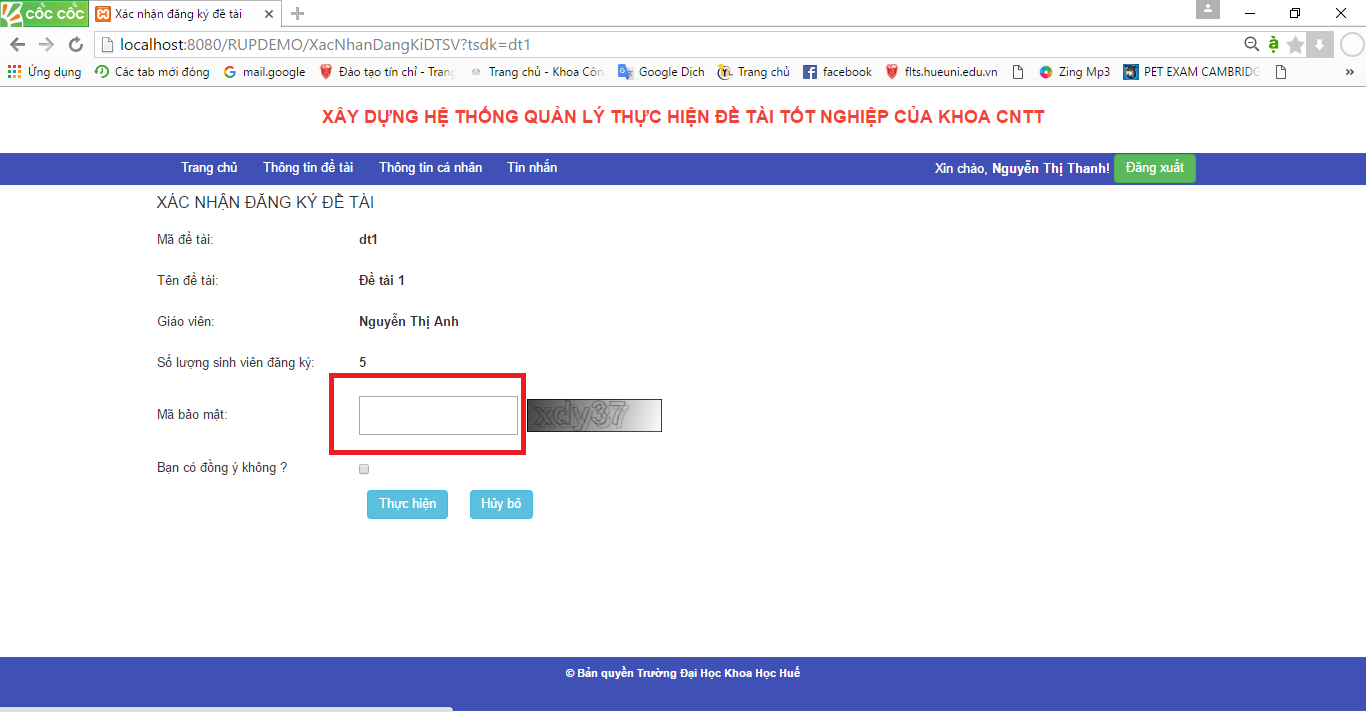 cốc cốc
Xác nhận đăng ký đề tài
localhost:8080/RUPDEMO/XacNhanDangKiDTSV?tsdk=dt1
Ứng dụng Các tab mới đóng mail.google Đào tạo tín chỉ - Trang Trang chủ - Khoa Côn Google Dịch Trang chủ facebook flts.hueuni.edu.vn Zing Mp3 PET EXAM CAMBRIDG »
XÂY DỰNG HỆ THỐNG QUẢN LÝ THỰC HIỆN ĐỀ TÀI TỐT NGHIỆP CỦA KHOA CNTT
Trang chủ Thông tin đề tài Thông tin cá nhân Tin nhắn Xin chào, Nguyễn Thị Thanh! Đăng xuất
XÁC NHẬN ĐĂNG KÝ ĐỀ TÀI
Mã đề tài: dt1
Tên đề tài: Đề tài 1
Giáo viên: Nguyễn Thị Anh
Số lượng sinh viên đăng ký: 5
Mã bảo mật: xdy37
Bạn có đồng ý không ?
Thực hiện Hủy bỏ
© Bản quyền Trường Đại Học Khoa Học Huế